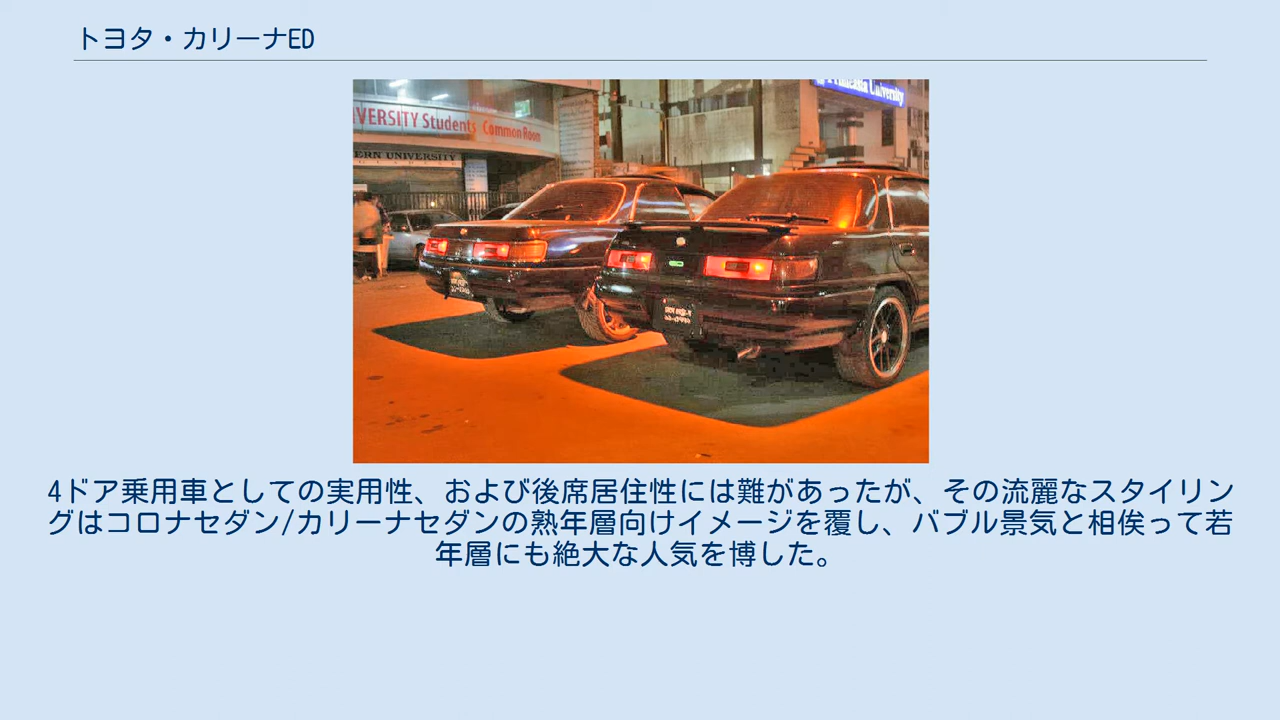 トヨタ・カリーナED
VERSITY Students Common Room
ERN UNIVERSITY
University
4ドア乗用車としての実用性、および後席居住性には難があったが、その流麗なスタイリン
グはコロナセダン/カリーナセダンの熟年層向けイメージを覆し、バブル景気と相俟って若
年層にも絶大な人気を博した。